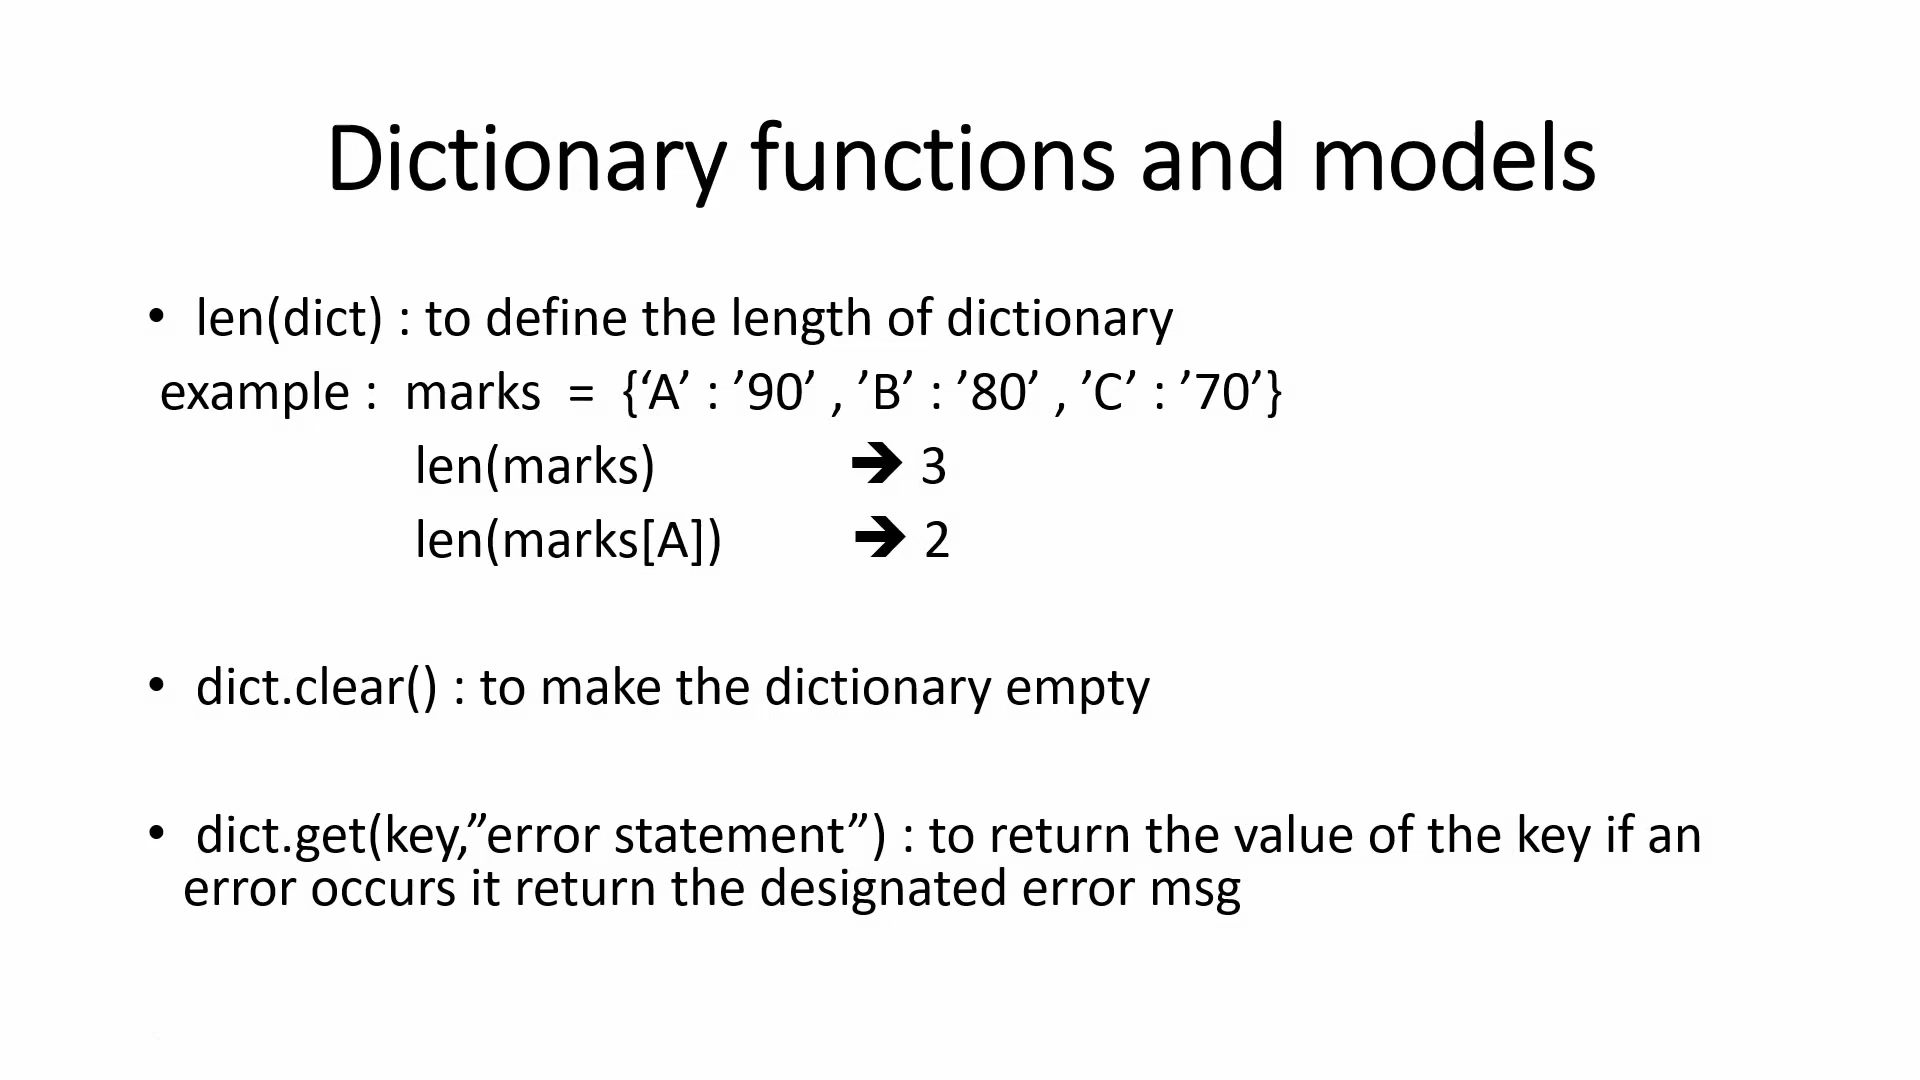 Dictionary functions and models
• len(dict) : to define the length of dictionary
example : marks = {‘A’ : ’90’ , ’B’ : ’80’ , ’C’ : ’70’}
len(marks) ➔ 3
len(marks[A]) ➔ 2
• dict.clear() : to make the dictionary empty
• dict.get(key,”error statement”) : to return the value of the key if an
error occurs it return the designated error msg